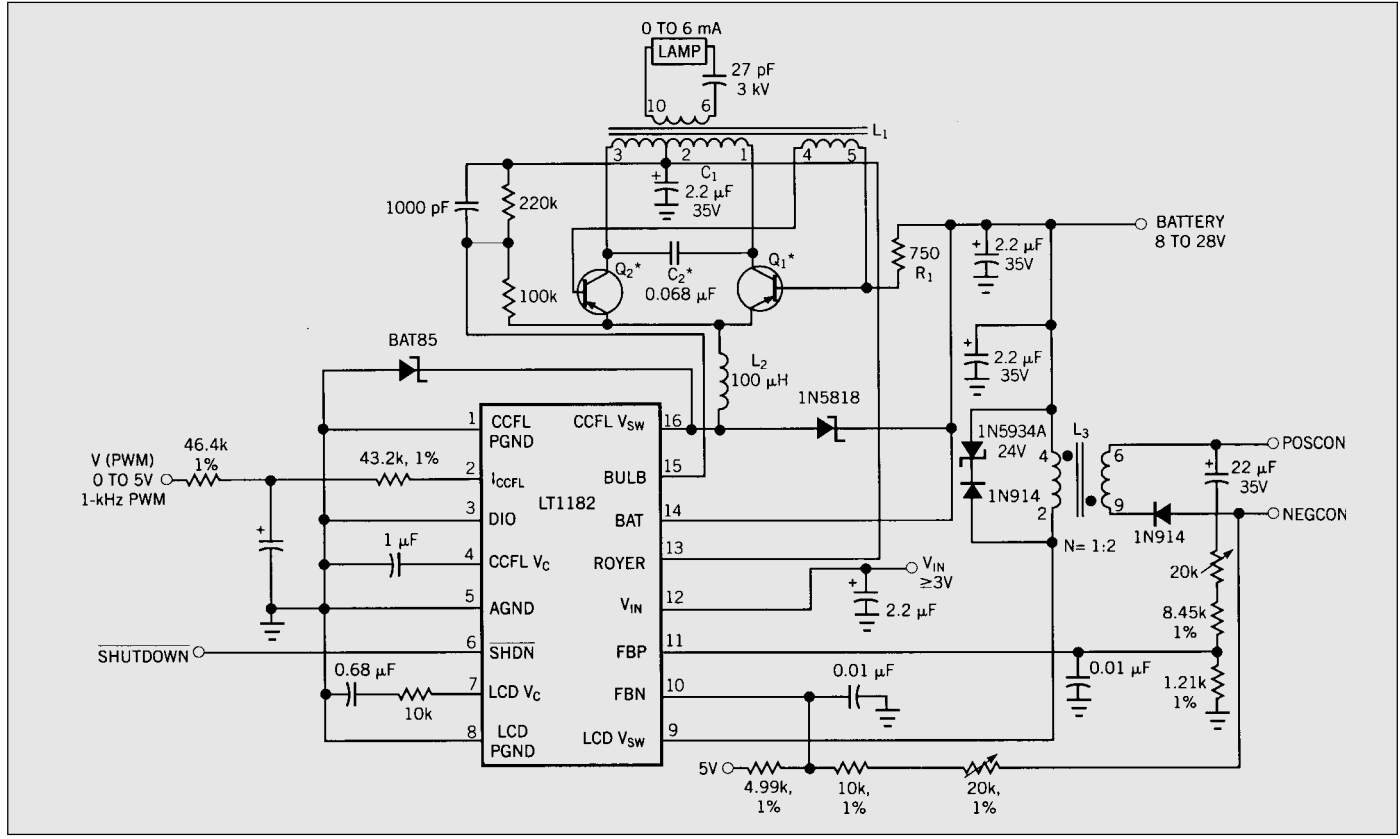 0 TO 6 mA
LAMP
27 pF
3 kV
10
6
L1
3
2
1
4
5
C1
2.2 µF
35V
1000 pF
220k
BATTERY
8 TO 28V
2.2 µF
35V
750
R1
Q2*
C2*
0.068 µF
Q1*
100k
BAT85
L2
100 µH
2.2 µF
35V
1N5818
1N5934A
24V
1N914
4
2
L3
6
9
N= 1:2
POSCON
22 µF
35V
NEGCON
1N914
V (PWM)
0 TO 5V
1-kHz PWM
46.4k
1%
43.2k, 1%
1 µF
LT1182
1
CCFL
PGND
2
ICCFL
3
DIO
4
CCFL VC
5
AGND
6
SHDN
7
LCD VC
8
LCD
PGND
CCFL VSW
16
BULB
15
BAT
14
ROYER
13
VIN
12
FBP
11
FBN
10
LCD VSW
9
VIN
≥3V
2.2 µF
20k
8.45k
1%
1.21k
1%
0.01 µF
0.01 µF
SHUTDOWN
0.68 µF
10k
5V
4.99k,
1%
10k,
1%
20k,
1%